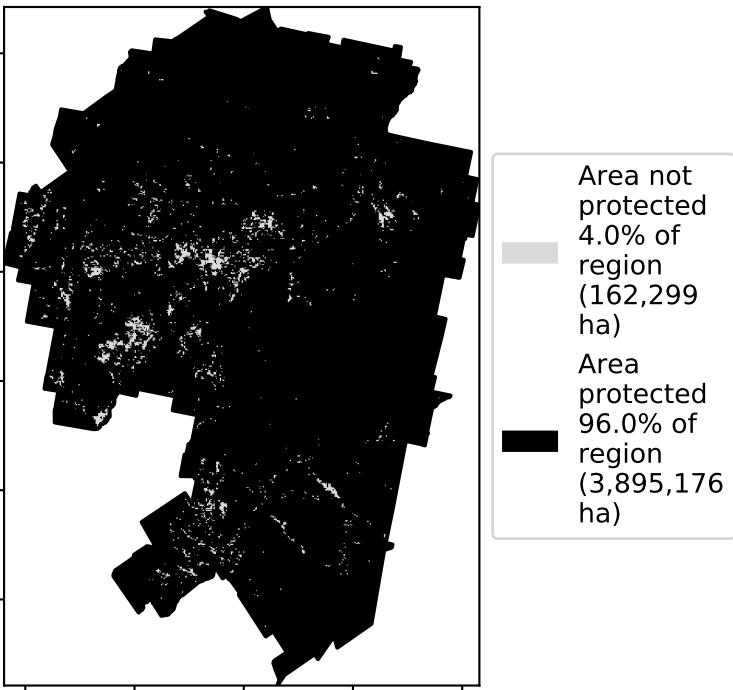 Area not
protected
4.0% of
region
(162,299
ha)
Area
protected
96.0% of
region
(3,895,176
ha)